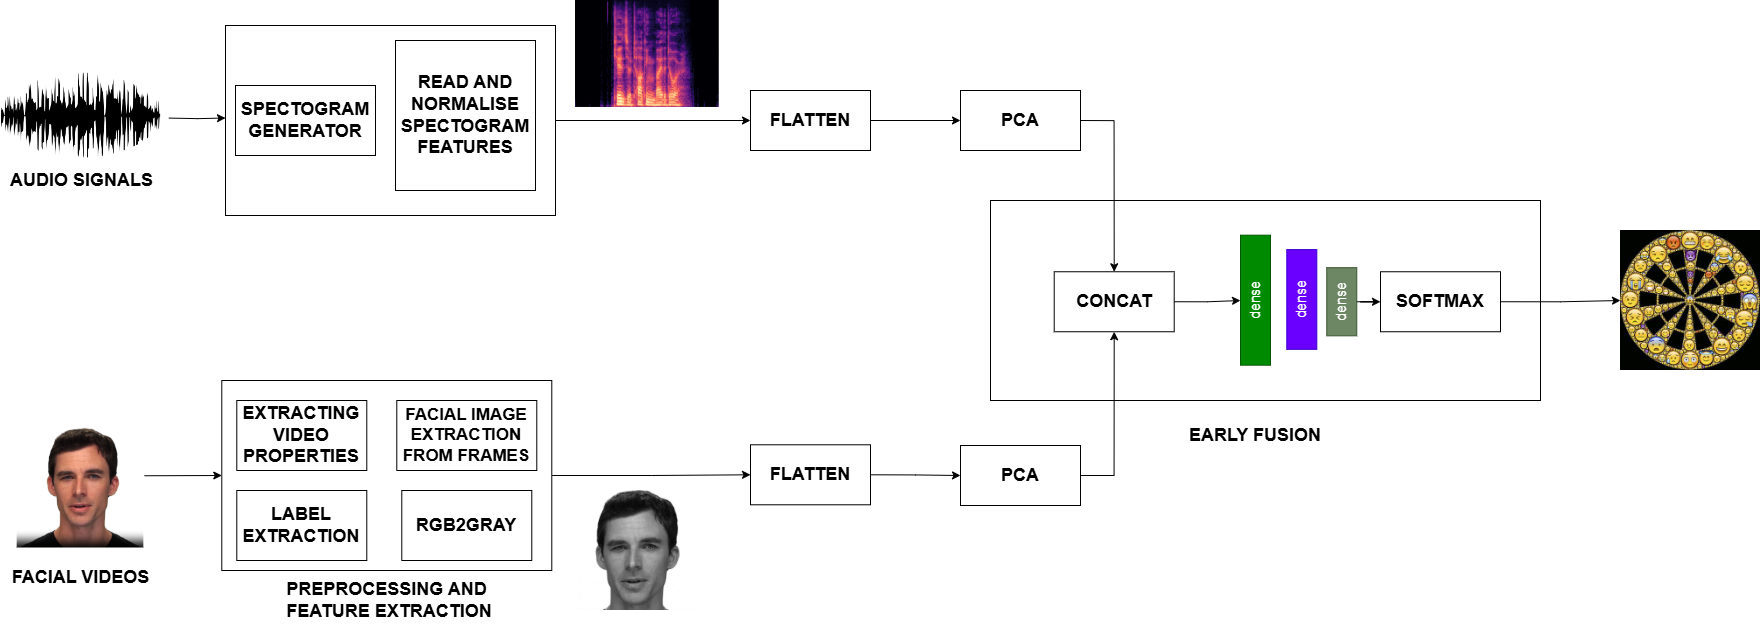 AUDIO SIGNALS
SPECTOGRAM
GENERATOR
READ AND
NORMALISE
SPECTOGRAM
FEATURES
FLATTEN
PCA
CONCAT
dense
dense
dense
SOFTMAX
EARLY FUSION
FACIAL VIDEOS
EXTRACTING
VIDEO
PROPERTIES
FACIAL IMAGE
EXTRACTION
FROM FRAMES
LABEL
EXTRACTION
RGB2GRAY
PREPROCESSING AND
FEATURE EXTRACTION
FLATTEN
PCA